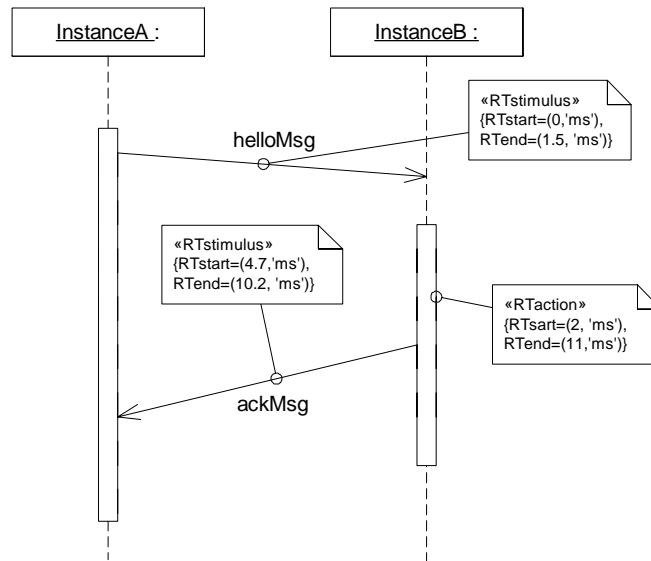 InstanceA :
InstanceB :
«RTstimulus»
{RTstart=(0,'ms'),
RTend=(1.5, 'ms')}
helloMsg
«RTstimulus»
{RTstart=(4.7,'ms'),
RTend=(10.2, 'ms')}
«RTaction»
{RTsart=(2, 'ms'),
RTend=(11,'ms')}
ackMsg